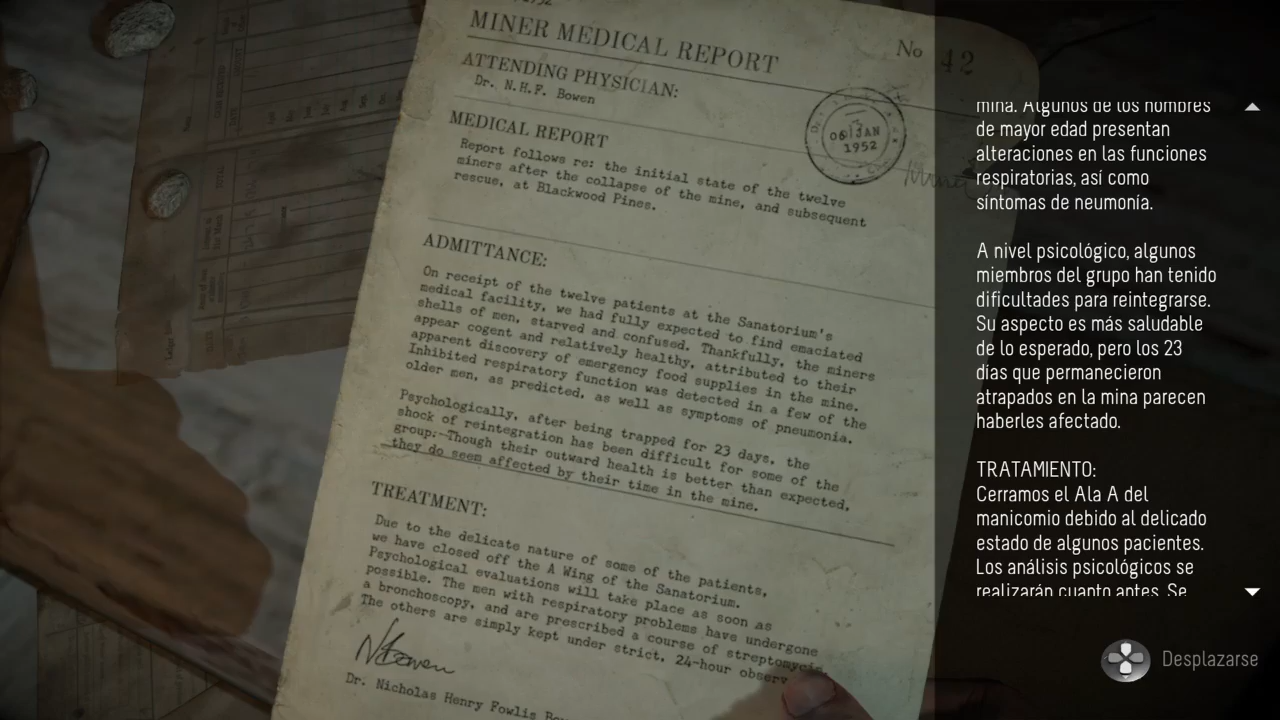 MINER MEDICAL REPORT
No 42
ATTENDING PHYSICIAN:
Dr. N.H.F. Bowen
06 JAN
1952
MEDICAL REPORT
Report follows re: the initial state of the twelve
miners after the collapse of the mine, and subsequent
rescue, at Blackwood Pines.
ADMITTANCE:
On receipt of the twelve patients at the Sanatorium's
medical facility, we had fully expected to find emaciated
shells of men, starved and confused. Thankfully, the miners
appear cogent and relatively healthy, attributed to their
apparent discovery of emergency food supplies in the mine.
Inhibited respiratory function was detected in a few of the
older men, as predicted, as well as symptoms of pneumonia.
Psychologically, after being trapped for 23 days, the
shock of reintegration has been difficult for some of the
group. Though their outward health is better than expected,
they do seem affected by their time in the mine.
TREATMENT:
Due to the delicate nature of some of the patients,
we have closed off the A Wing of the Sanatorium.
Psychological evaluations will take place as soon as
possible. The men with respiratory problems have undergone
a bronchoscopy, and are prescribed a course of streptomycin.
The others are simply kept under strict, 24-hour observ
NBowen
Dr. Nicholas Henry Fowlis Bow
mina. Algunos de los hombres
de mayor edad presentan
alteraciones en las funciones
respiratorias, así como
síntomas de neumonía.
A nivel psicológico, algunos
miembros del grupo han tenido
dificultades para reintegrarse.
Su aspecto es más saludable
de lo esperado, pero los 23
días que permanecieron
atrapados en la mina parecen
haberles afectado.
TRATAMIENTO:
Cerramos el Ala A del
manicomio debido al delicado
estado de algunos pacientes.
Los análisis psicológicos se
realizarán cuanto antes. Se
Desplazarse